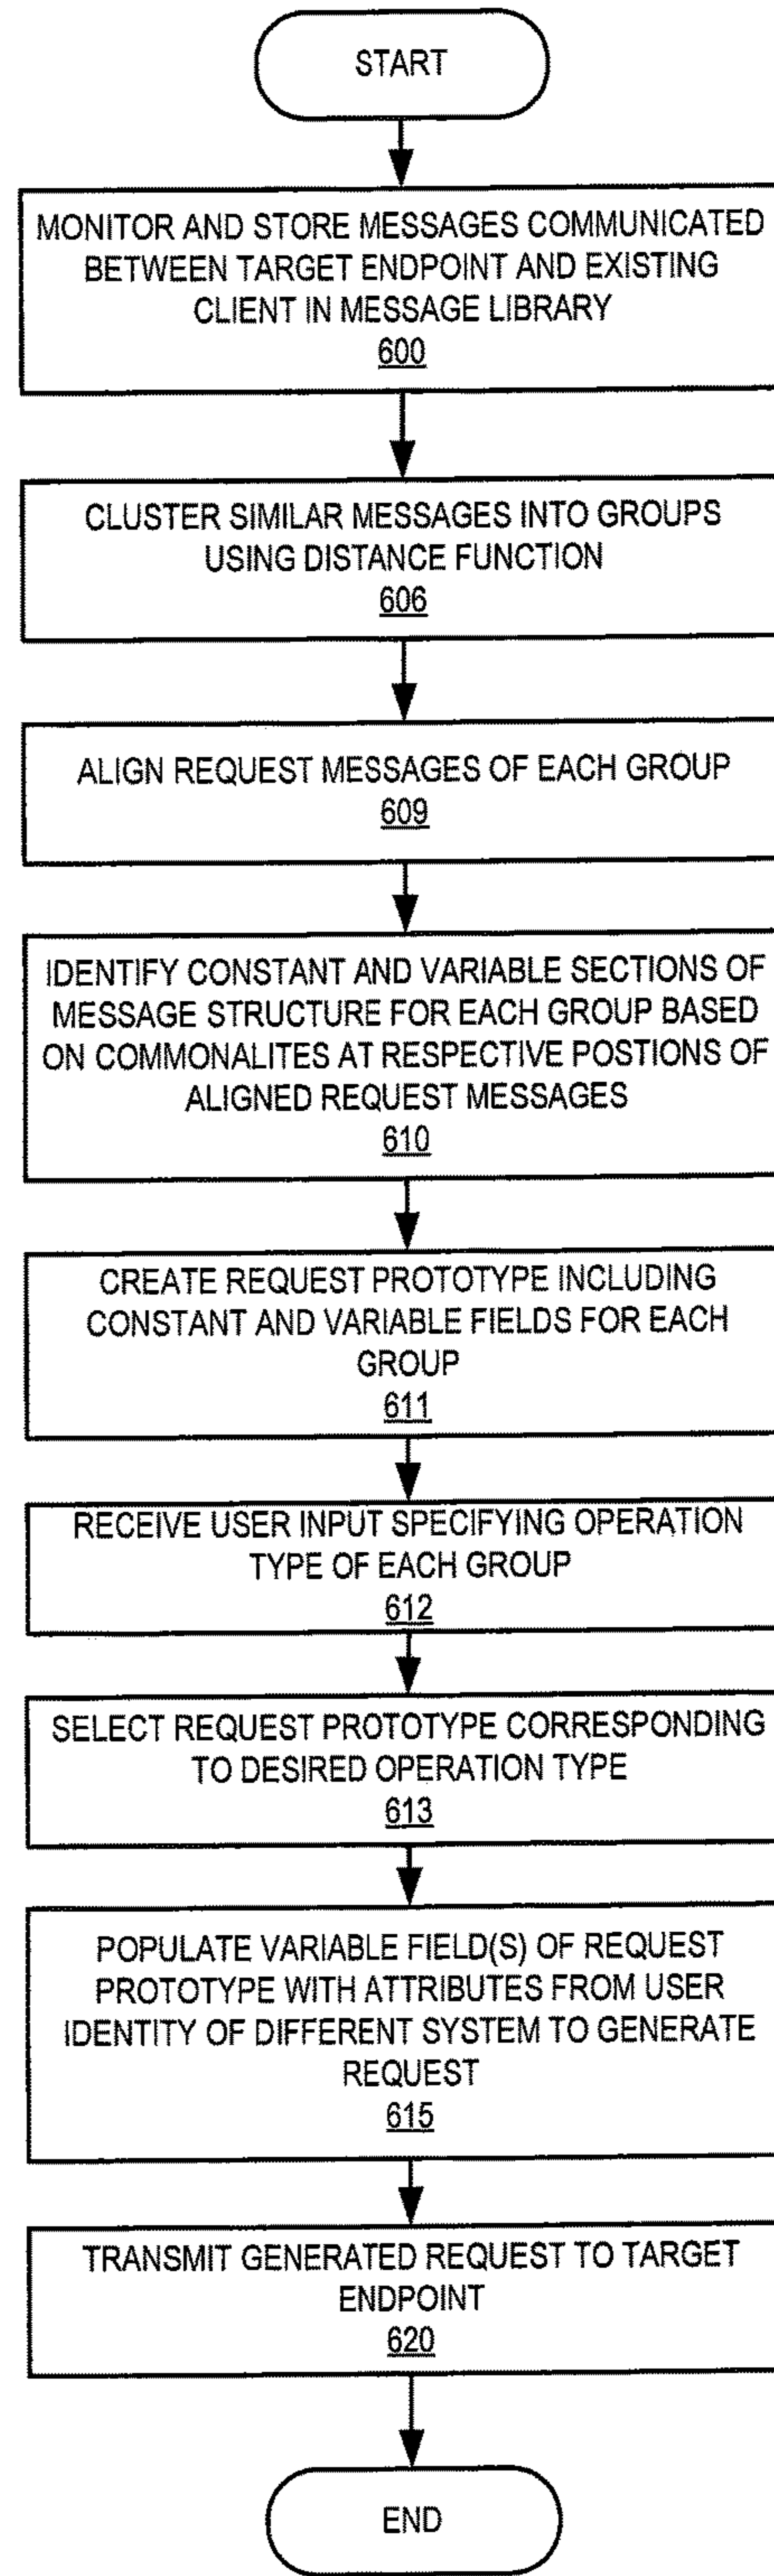 START
MONITOR AND STORE MESSAGES COMMUNICATED
BETWEEN TARGET ENDPOINT AND EXISTING
CLIENT IN MESSAGE LIBRARY
600
CLUSTER SIMILAR MESSAGES INTO GROUPS
USING DISTANCE FUNCTION
606
ALIGN REQUEST MESSAGES OF EACH GROUP
609
IDENTIFY CONSTANT AND VARIABLE SECTIONS OF
MESSAGE STRUCTURE FOR EACH GROUP BASED
ON COMMONALITES AT RESPECTIVE POSTIONS OF
ALIGNED REQUEST MESSAGES
610
CREATE REQUEST PROTOTYPE INCLUDING
CONSTANT AND VARIABLE FIELDS FOR EACH
GROUP
611
RECEIVE USER INPUT SPECIFYING OPERATION
TYPE OF EACH GROUP
612
SELECT REQUEST PROTOTYPE CORRESPONDING
TO DESIRED OPERATION TYPE
613
POPULATE VARIABLE FIELD(S) OF REQUEST
PROTOTYPE WITH ATTRIBUTES FROM USER
IDENTITY OF DIFFERENT SYSTEM TO GENERATE
REQUEST
615
TRANSMIT GENERATED REQUEST TO TARGET
ENDPOINT
620
END